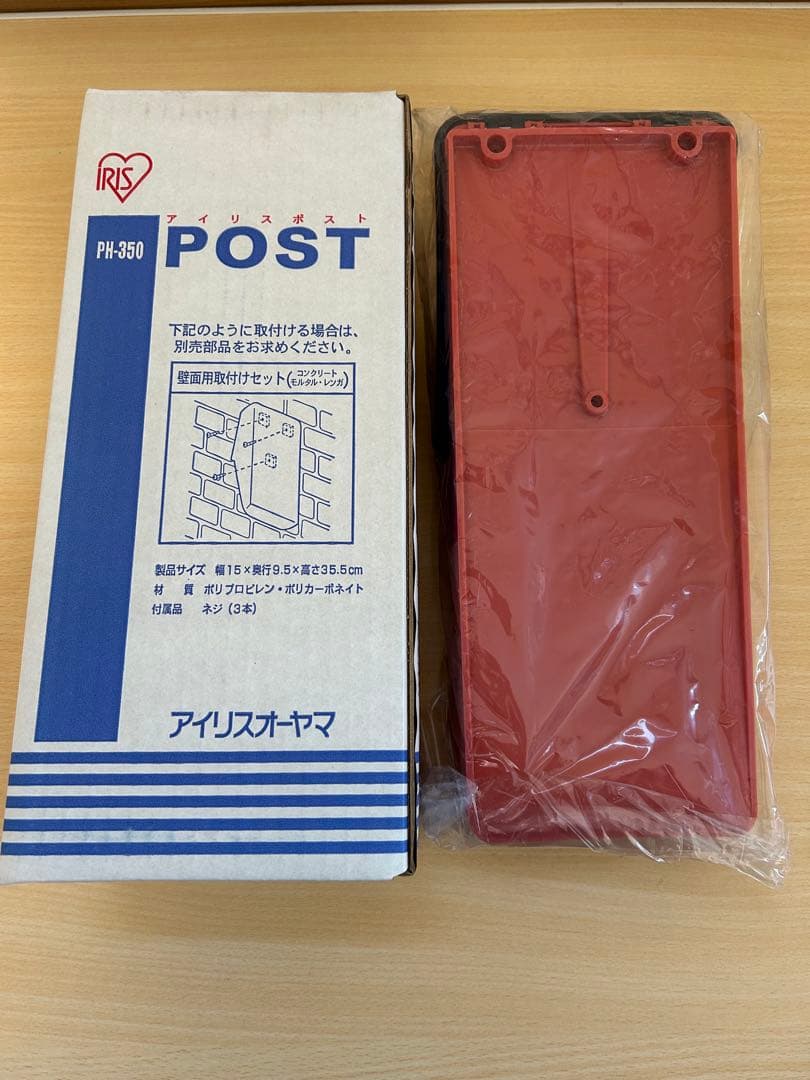 IRIS
アイリスポスト
PH-350
POST
下記のように取付ける場合は、
別売部品をお求めください。
壁面用取付けセット(コンクリート モルタル・レンガ)
製品サイズ 幅15×奥行9.5×高さ35.5cm
材 質 ポリプロピレン・ポリカーボネイト
付属品 ネジ(3本)
アイリスオーヤマ